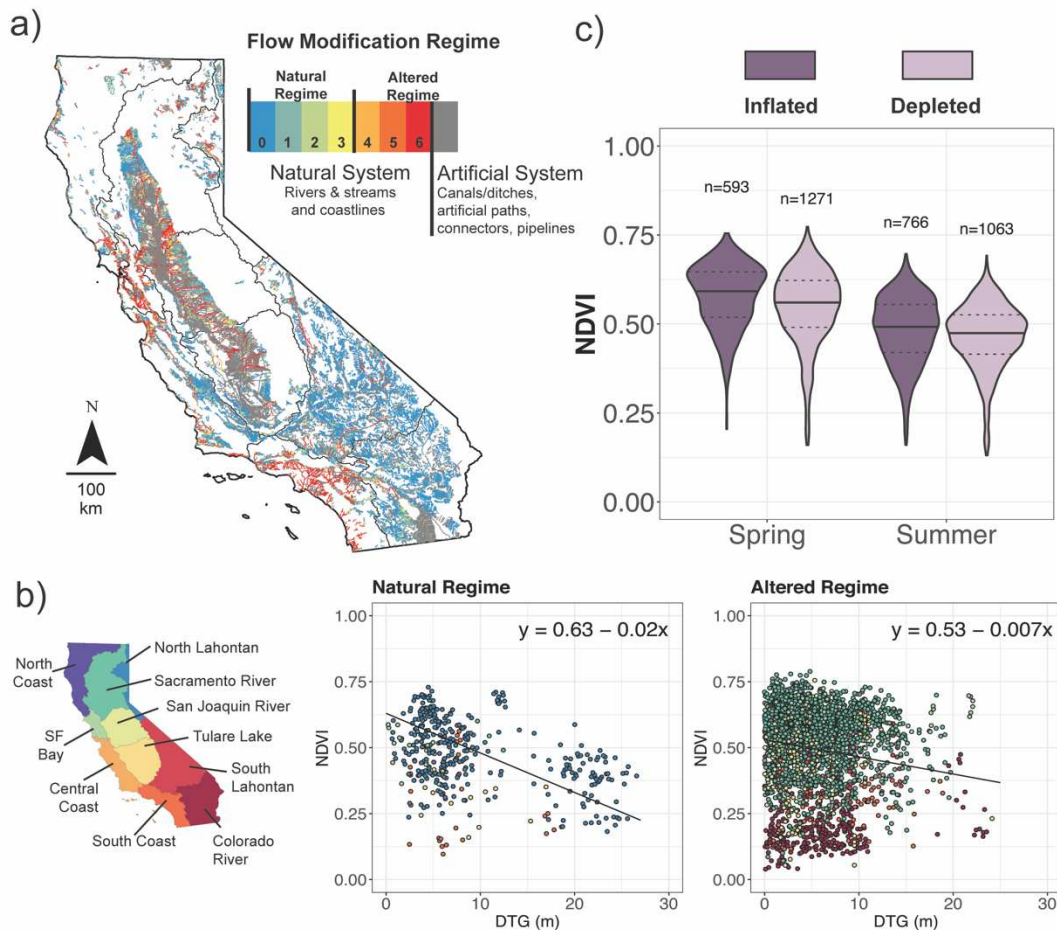 a)
Flow Modification Regime
Natural Regime
Altered Regime
0 1 2 3 4 5 6
Natural System
Rivers & streams
and coastlines
Artificial System
Canals/ditches,
artificial paths,
connectors, pipelines
N
100
km
b)
North
Coast
SF
Bay
Central
Coast
South Coast
North Lahontan
Sacramento River
San Joaquin River
Tulare Lake
South
Lahontan
Colorado
River
Natural Regime
y = 0.63 − 0.02x
NDVI
1.00
0.75
0.50
0.25
0.00
0 10 20 30
DTG (m)
Altered Regime
y = 0.53 − 0.007x
NDVI
1.00
0.75
0.50
0.25
0.00
0 10 20 30
DTG (m)
c)
Inflated Depleted
NDVI
1.00
0.75
0.50
0.25
0.00
n=593
n=1271
n=766
n=1063
Spring Summer